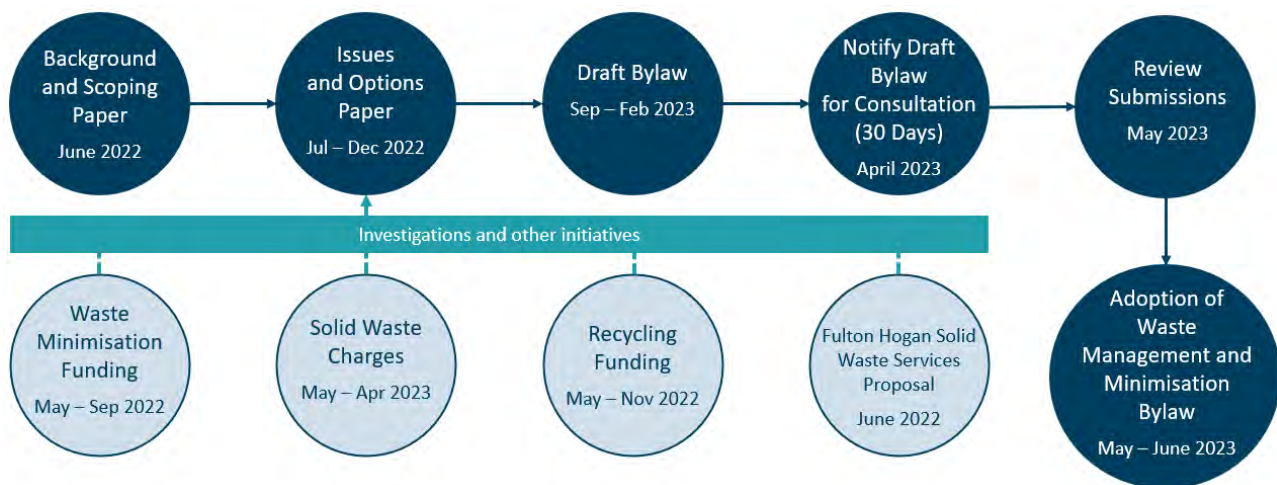 Background
and Scoping
Paper
June 2022
Issues
and Options
Paper
Jul – Dec 2022
Draft Bylaw
Sep – Feb 2023
Notify Draft
Bylaw
for Consultation
(30 Days)
April 2023
Review
Submissions
May 2023
Investigations and other initiatives
Waste
Minimisation
Funding
May – Sep 2022
Solid Waste
Charges
May – Apr 2023
Recycling
Funding
May – Nov 2022
Fulton Hogan Solid
Waste Services
Proposal
June 2022
Adoption of
Waste
Management and
Minimisation
Bylaw
May – June 2023